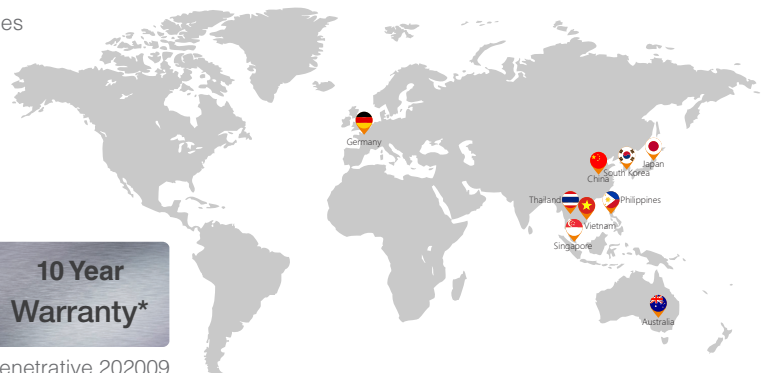 es
Germany
Japan
South Korea
China
Thailand
Philippines
Vietnam
Singapore
10 Year
Warranty*
Australia
enetrative 202009